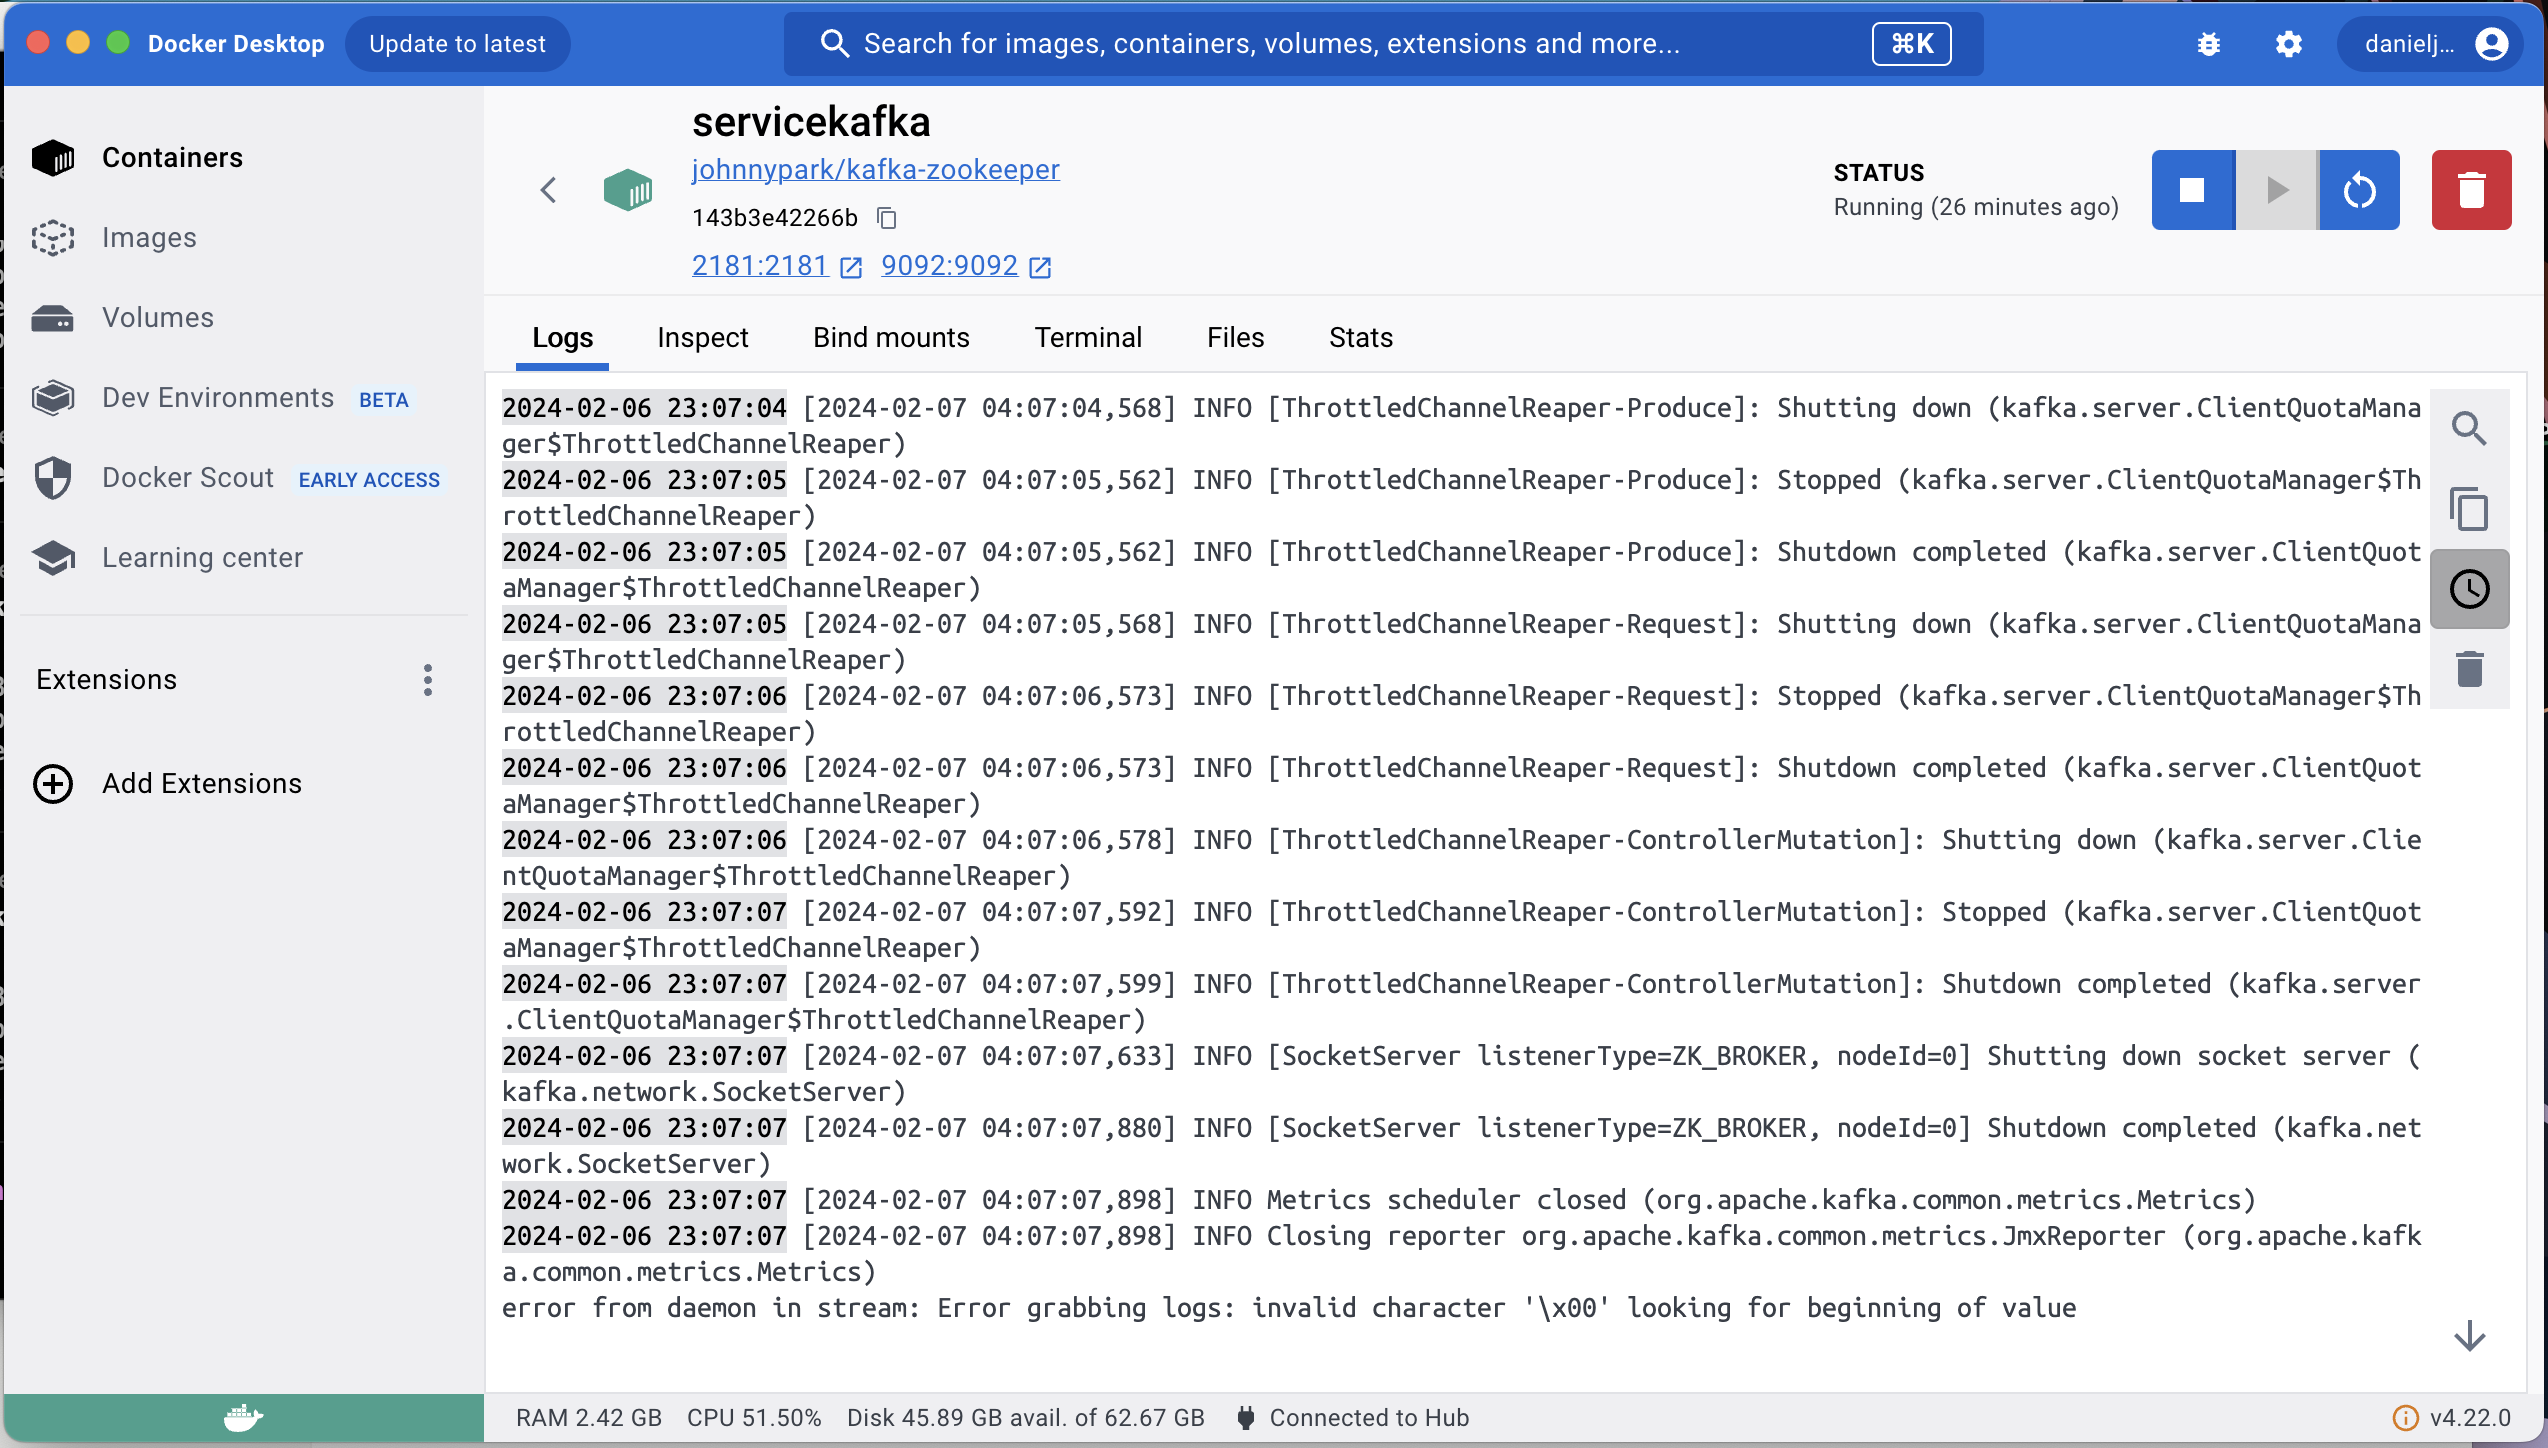 Docker Desktop
Update to latest
Search for images, containers, volumes, extensions and more...
⌘K
danielj...
Containers
Images
Volumes
Dev Environments BETA
Docker Scout EARLY ACCESS
Learning center
Extensions
Add Extensions
servicekafka
johnnypark/kafka-zookeeper
143b3e42266b
2181:2181 9092:9092
STATUS
Running (26 minutes ago)
Logs Inspect Bind mounts Terminal Files Stats
2024-02-06 23:07:04 [2024-02-07 04:07:04,568] INFO [ThrottledChannelReaper-Produce]: Shutting down (kafka.server.ClientQuotaMana
ger$ThrottledChannelReaper)
2024-02-06 23:07:05 [2024-02-07 04:07:05,562] INFO [ThrottledChannelReaper-Produce]: Stopped (kafka.server.ClientQuotaManager$Th
rottledChannelReaper)
2024-02-06 23:07:05 [2024-02-07 04:07:05,562] INFO [ThrottledChannelReaper-Produce]: Shutdown completed (kafka.server.ClientQuot
aManager$ThrottledChannelReaper)
2024-02-06 23:07:05 [2024-02-07 04:07:05,568] INFO [ThrottledChannelReaper-Request]: Shutting down (kafka.server.ClientQuotaMana
ger$ThrottledChannelReaper)
2024-02-06 23:07:06 [2024-02-07 04:07:06,573] INFO [ThrottledChannelReaper-Request]: Stopped (kafka.server.ClientQuotaManager$Th
rottledChannelReaper)
2024-02-06 23:07:06 [2024-02-07 04:07:06,573] INFO [ThrottledChannelReaper-Request]: Shutdown completed (kafka.server.ClientQuot
aManager$ThrottledChannelReaper)
2024-02-06 23:07:06 [2024-02-07 04:07:06,578] INFO [ThrottledChannelReaper-ControllerMutation]: Shutting down (kafka.server.Clie
ntQuotaManager$ThrottledChannelReaper)
2024-02-06 23:07:07 [2024-02-07 04:07:07,592] INFO [ThrottledChannelReaper-ControllerMutation]: Stopped (kafka.server.ClientQuot
aManager$ThrottledChannelReaper)
2024-02-06 23:07:07 [2024-02-07 04:07:07,599] INFO [ThrottledChannelReaper-ControllerMutation]: Shutdown completed (kafka.server
.ClientQuotaManager$ThrottledChannelReaper)
2024-02-06 23:07:07 [2024-02-07 04:07:07,633] INFO [SocketServer listenerType=ZK_BROKER, nodeId=0] Shutting down socket server (
kafka.network.SocketServer)
2024-02-06 23:07:07 [2024-02-07 04:07:07,880] INFO [SocketServer listenerType=ZK_BROKER, nodeId=0] Shutdown completed (kafka.net
work.SocketServer)
2024-02-06 23:07:07 [2024-02-07 04:07:07,898] INFO Metrics scheduler closed (org.apache.kafka.common.metrics.Metrics)
2024-02-06 23:07:07 [2024-02-07 04:07:07,898] INFO Closing reporter org.apache.kafka.common.metrics.JmxReporter (org.apache.kafk
a.common.metrics.Metrics)
error from daemon in stream: Error grabbing logs: invalid character '\x00' looking for beginning of value
RAM 2.42 GB CPU 51.50% Disk 45.89 GB avail. of 62.67 GB Connected to Hub
v4.22.0